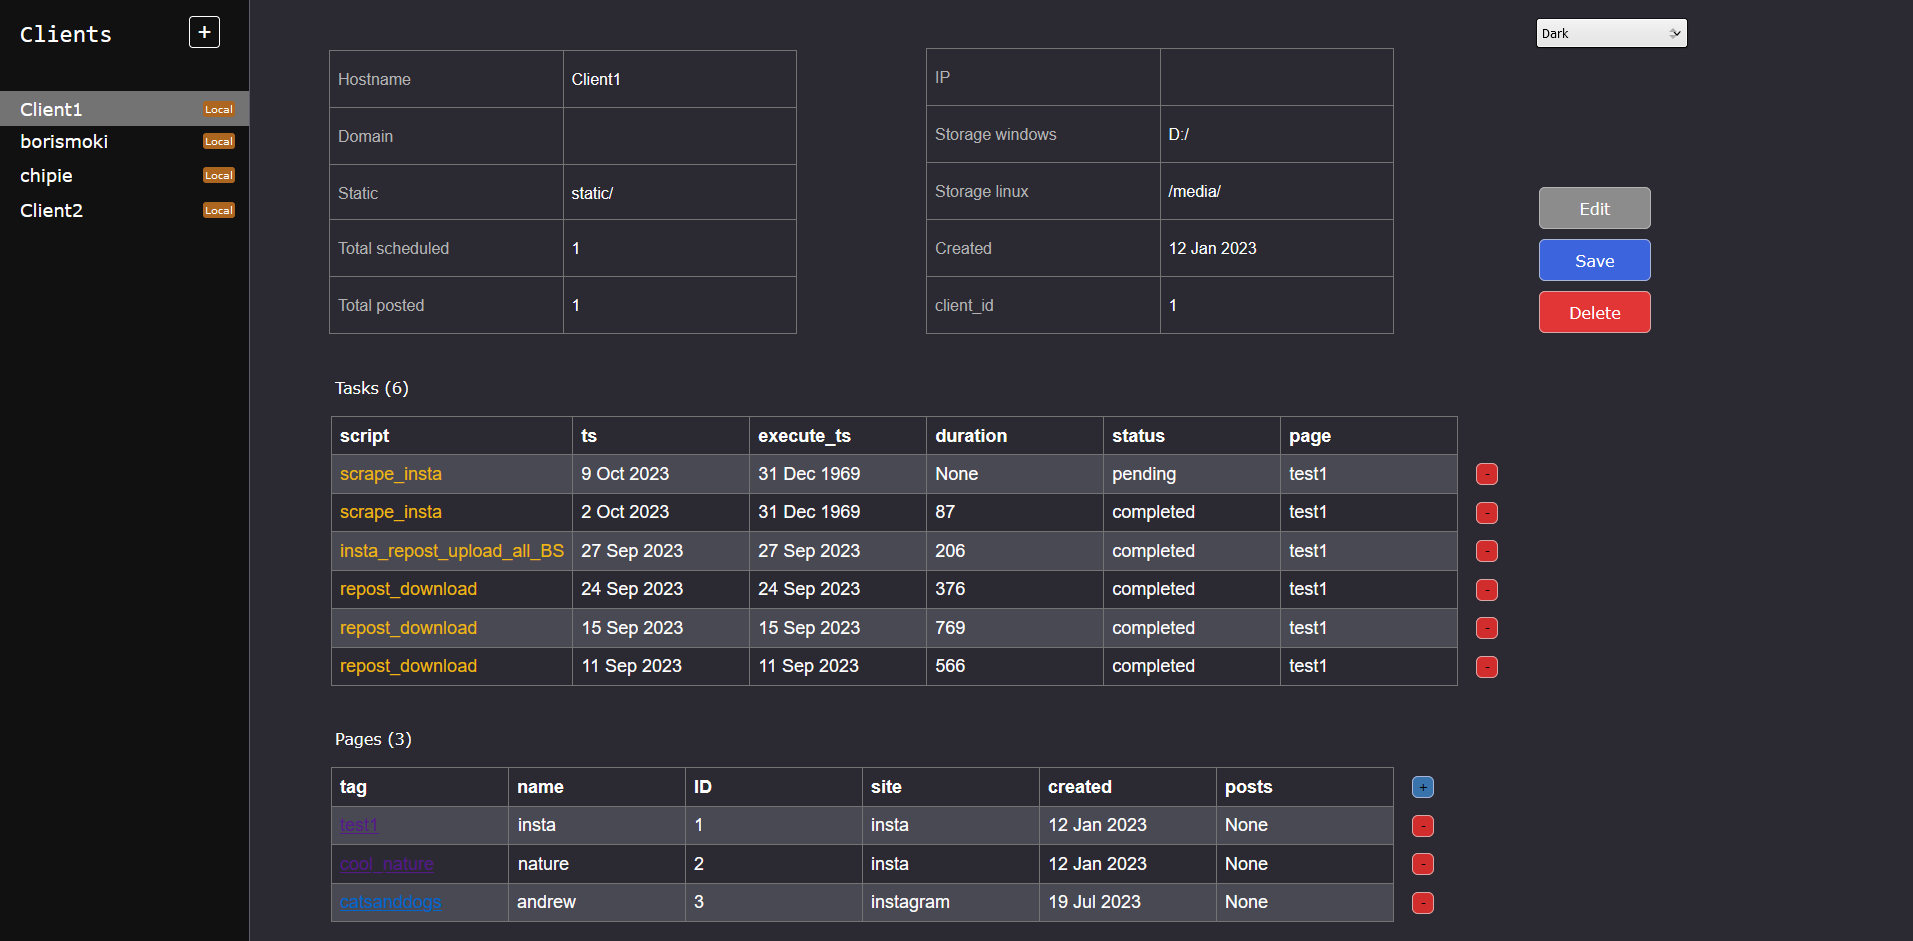 Clients +
Client1 Local
borismoki Local
chipie Local
Client2 Local
Dark
Hostname Client1
Domain
Static static/
Total scheduled 1
Total posted 1
IP
Storage windows D:/
Storage linux /media/
Created 12 Jan 2023
client_id 1
Edit
Save
Delete
Tasks (6)
script ts execute_ts duration status page
scrape_insta 9 Oct 2023 31 Dec 1969 None pending test1 -
scrape_insta 2 Oct 2023 31 Dec 1969 87 completed test1 -
insta_repost_upload_all_BS 27 Sep 2023 27 Sep 2023 206 completed test1 -
repost_download 24 Sep 2023 24 Sep 2023 376 completed test1 -
repost_download 15 Sep 2023 15 Sep 2023 769 completed test1 -
repost_download 11 Sep 2023 11 Sep 2023 566 completed test1 -
Pages (3)
tag name ID site created posts +
test1 insta 1 insta 12 Jan 2023 None -
cool_nature nature 2 insta 12 Jan 2023 None -
catsanddogs andrew 3 instagram 19 Jul 2023 None -